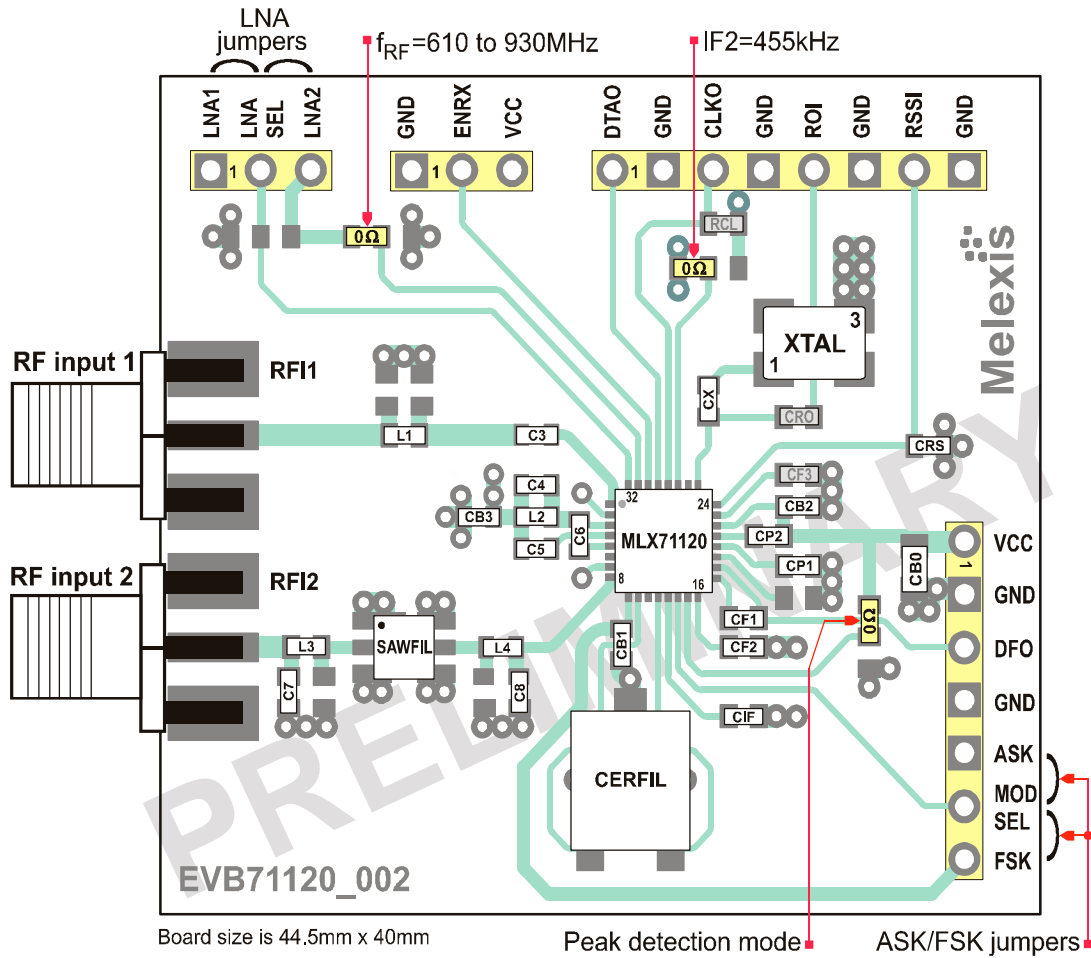 LNA
jumpers
fRF=610 to 930MHz
IF2=455kHz
LNA1
LNA
SEL
LNA2
GND
ENRX
VCC
DTAO
GND
CLKO
GND
ROI
GND
RSSI
GND
1
1
1
0Ω
RCL
0Ω
Melexis
3
XTAL
1
RF input 1
RFI1
CX
CRO
L1
C3
CRS
C4
CF3
32
24
CB3
L2
C6
CB2
MLX71120
CP2
VCC
C5
CB0
1
RF input 2
RFI2
8
16
CP1
GND
CF1
0Ω
L3
SAWFIL
L4
CB1
CF2
DFO
C7
C8
CIF
GND
PRELIMINARY
CERFIL
ASK
MOD
SEL
FSK
EVB71120_002
Board size is 44.5mm x 40mm
Peak detection mode
ASK/FSK jumpers